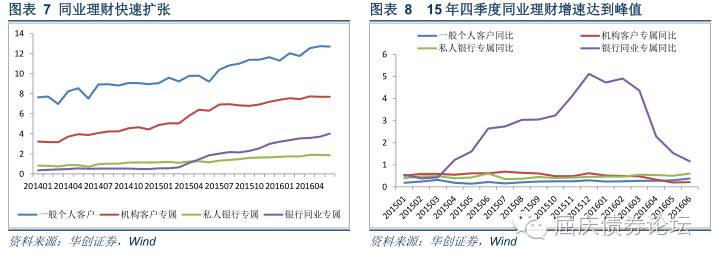 图表 7 同业理财快速扩张
14
12
10
8
6
4
2
0
201401 201404 201407 201410 201501 201504 201507 201510 201601 201604
一般个人客户 机构客户专属 私人银行专属 银行同业专属
资料来源：华创证券，Wind
图表 8 15 年四季度同业理财增速达到峰值
一般个人客户同比 机构客户专属同比
私人银行专属同比 银行同业专属同比
6
5
4
3
2
1
0
201501 201502 201503 201504 201505 201506 201507 201508 201509 201510 201511 201512 201601 201602 201603 201604 201605 201606
屈庆债券论坛
资料来源：华创证券，Wind